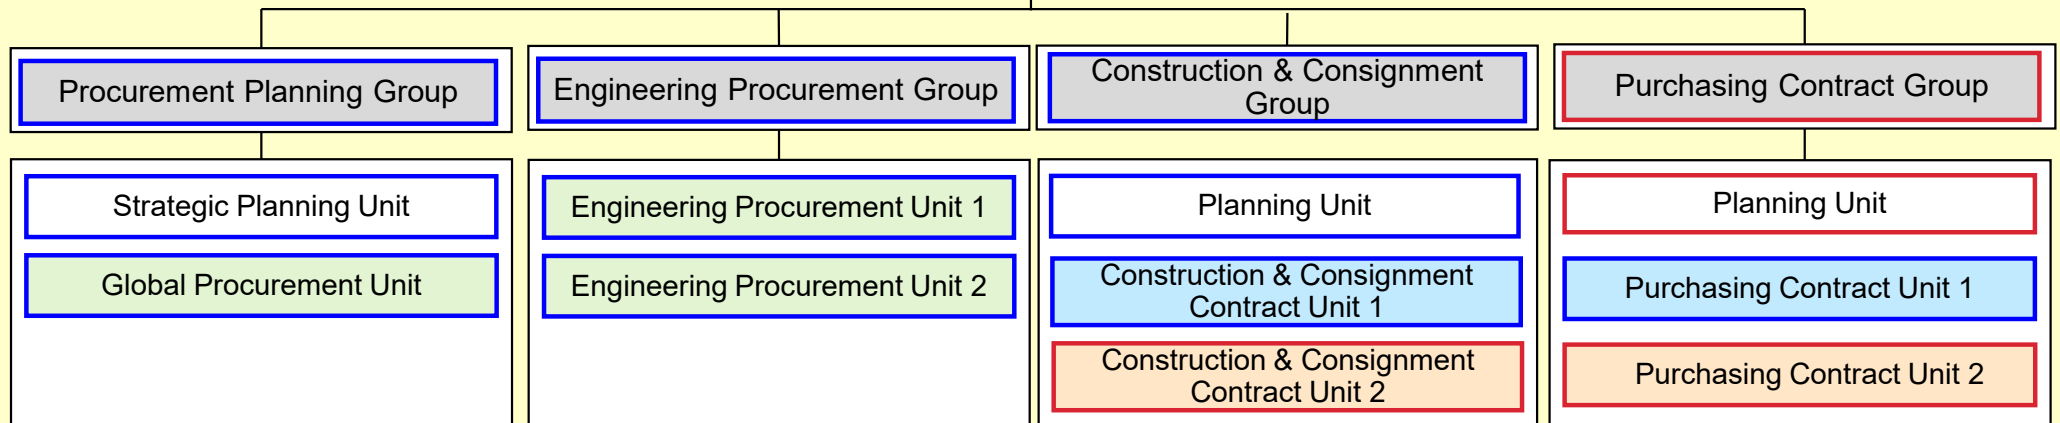 Procurement Planning Group
Engineering Procurement Group
Construction & Consignment
Group
Purchasing Contract Group
Strategic Planning Unit
Global Procurement Unit
Engineering Procurement Unit 1
Engineering Procurement Unit 2
Planning Unit
Construction & Consignment
Contract Unit 1
Construction & Consignment
Contract Unit 2
Planning Unit
Purchasing Contract Unit 1
Purchasing Contract Unit 2